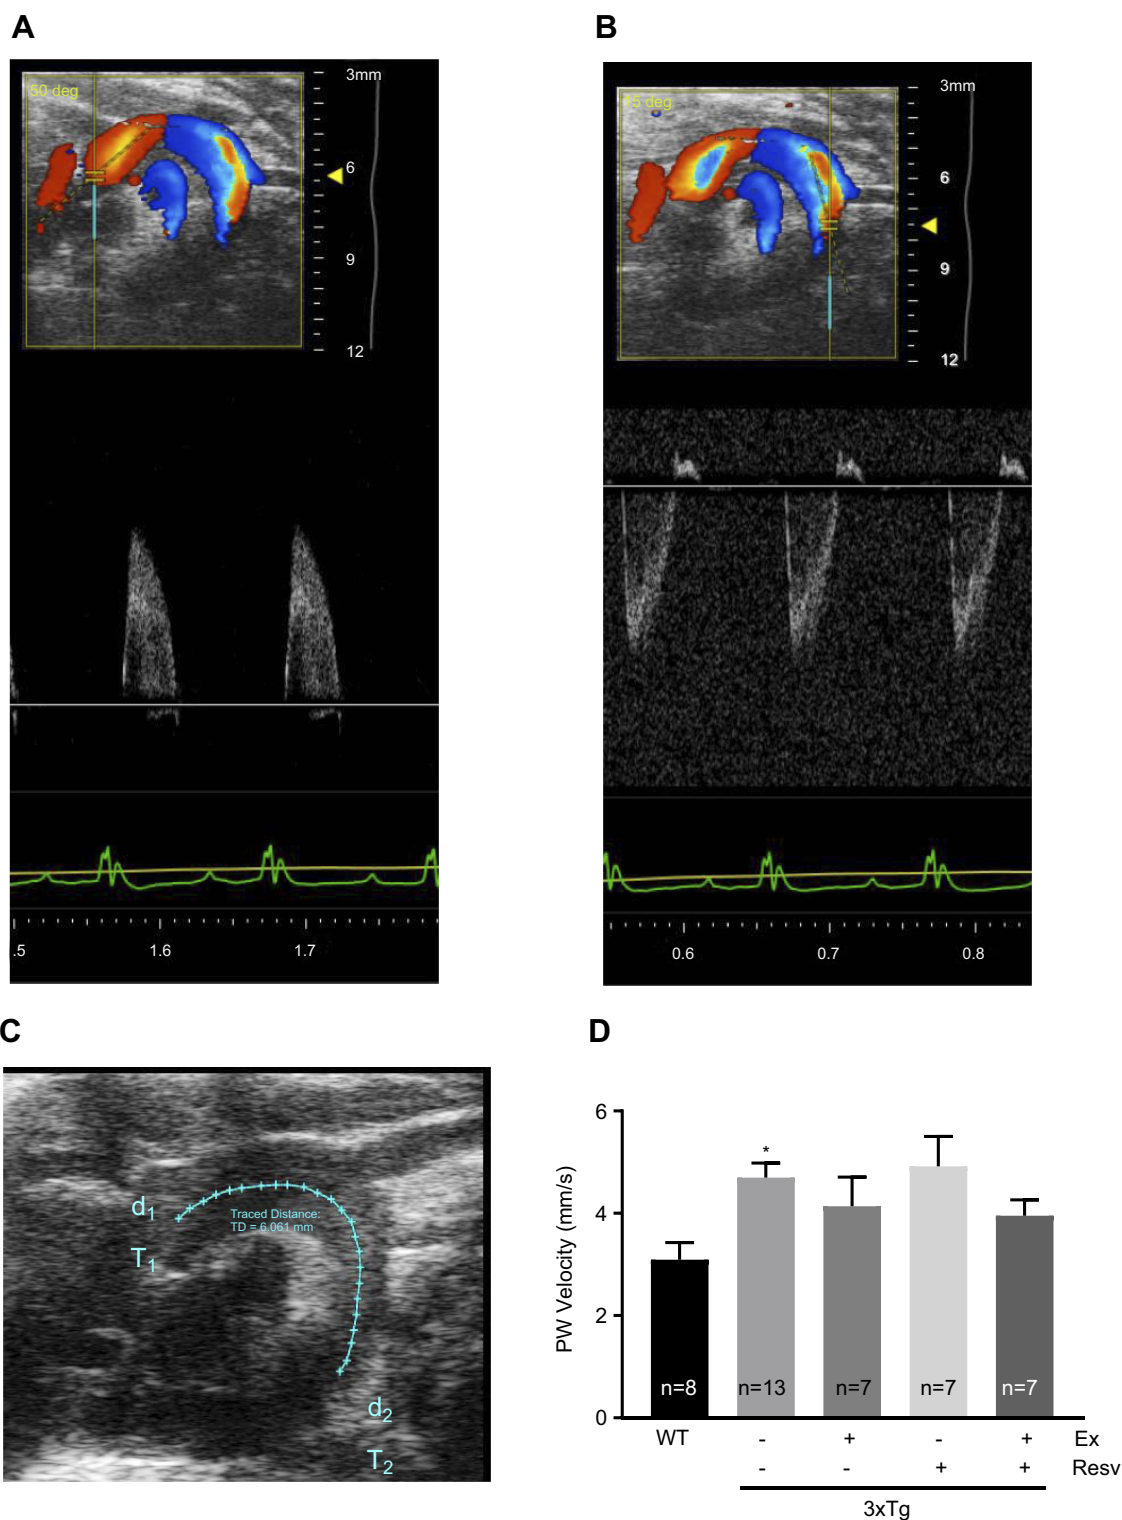 A
50 deg
3mm
6
9
12
.5
1.6
1.7
B
15 deg
3mm
6
9
12
0.6
0.7
0.8
C
d1
T1
Traced Distance:
TD = 6.061 mm
d2
T2
D
PW Velocity (mm/s)
6
4
2
0
*
n=8
n=13
n=7
n=7
n=7
WT
- + - + Ex
- - + + Resv
3xTg